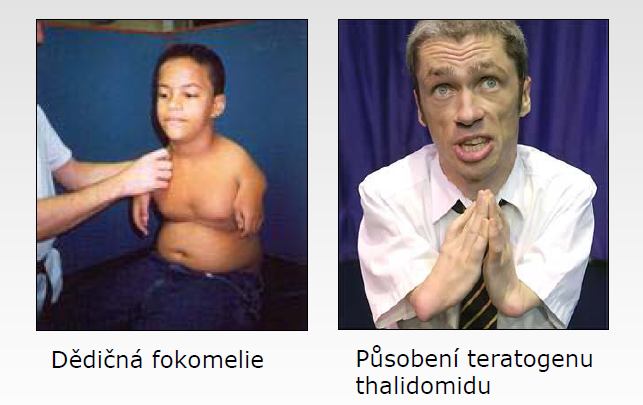 Dědičná fokomelie
Působení teratogenu
thalidomidu